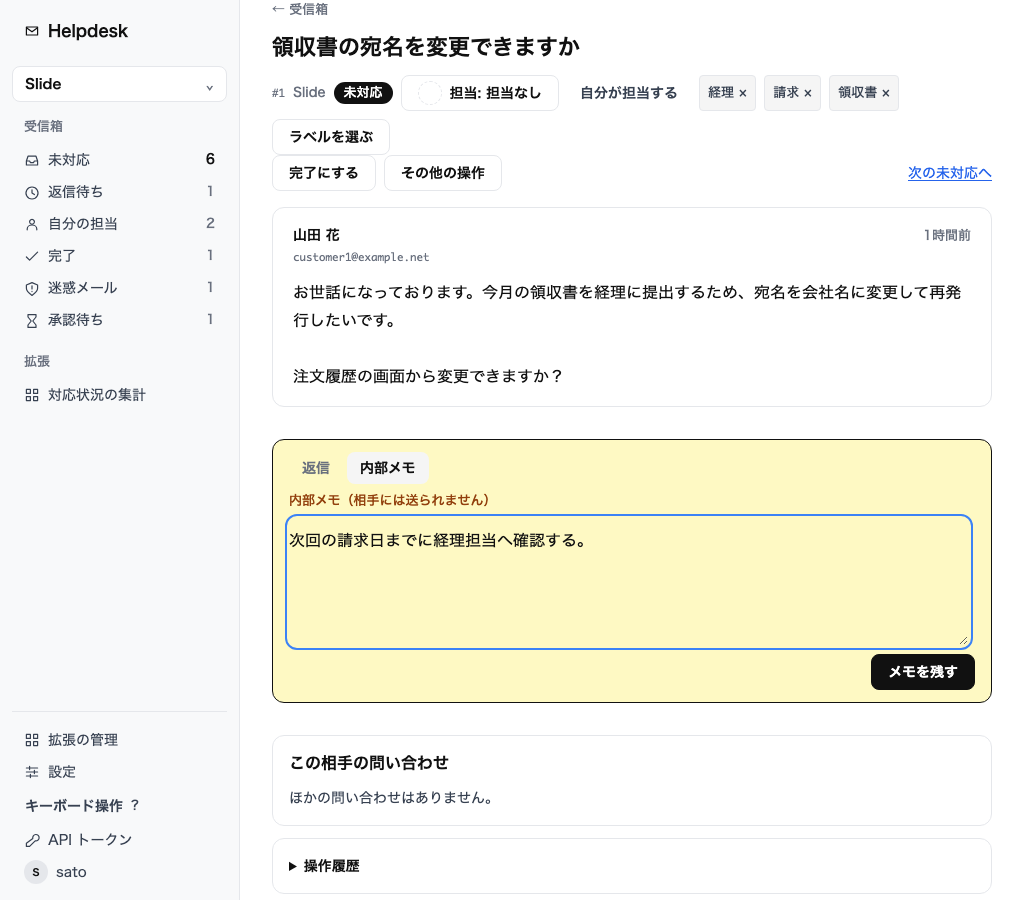 Helpdesk
Slide
受信箱
未対応 6
返信待ち 1
自分の担当 2
完了 1
迷惑メール 1
承認待ち 1
拡張
対応状況の集計
拡張の管理
設定
キーボード操作 ?
API トークン
S sato
← 受信箱
領収書の宛名を変更できますか
#1 Slide 未対応 担当: 担当なし 自分が担当する 経理 × 請求 × 領収書 ×
ラベルを選ぶ
完了にする その他の操作 次の未対応へ
山田 花 1時間前
customer1@example.net
お世話になっております。今月の領収書を経理に提出するため、宛名を会社名に変更して再発
行したいです。
注文履歴の画面から変更できますか？
返信 内部メモ
内部メモ（相手には送られません）
次回の請求日までに経理担当へ確認する。
メモを残す
この相手の問い合わせ
ほかの問い合わせはありません。
▶ 操作履歴